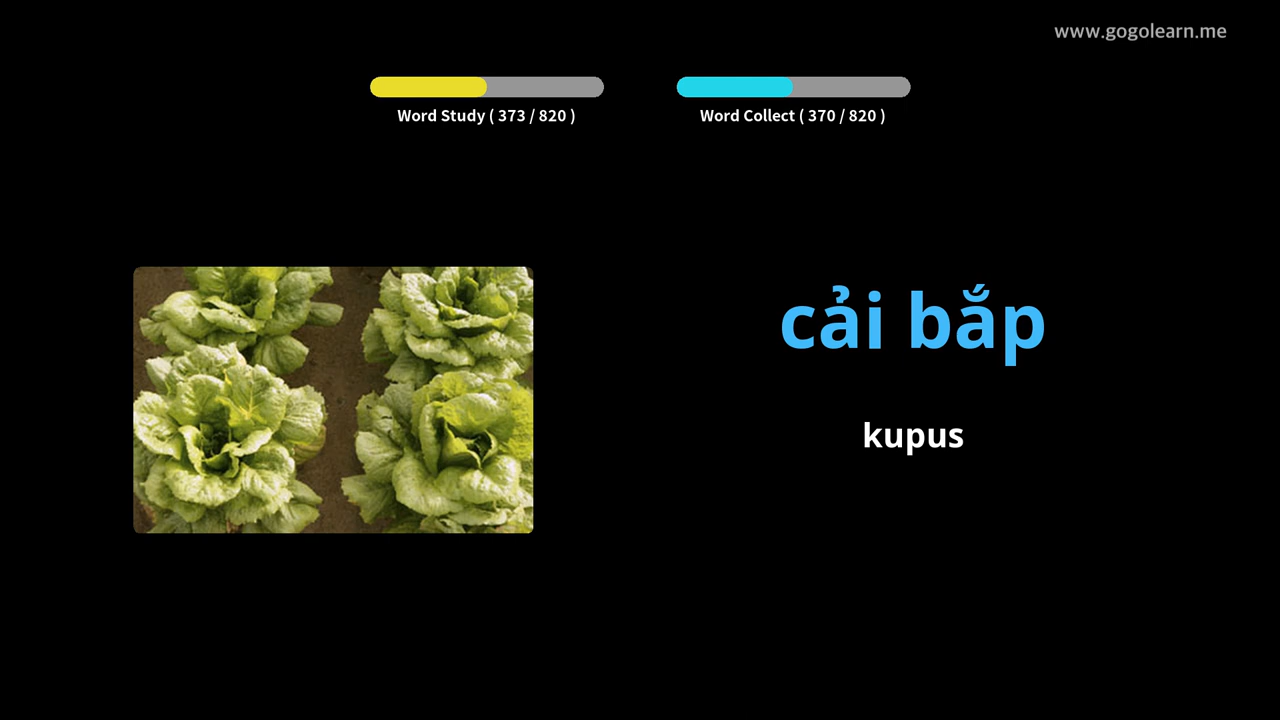 www.gogolearn.me
Word Study ( 373 / 820 )
Word Collect ( 370 / 820 )
cải bắp
kupus